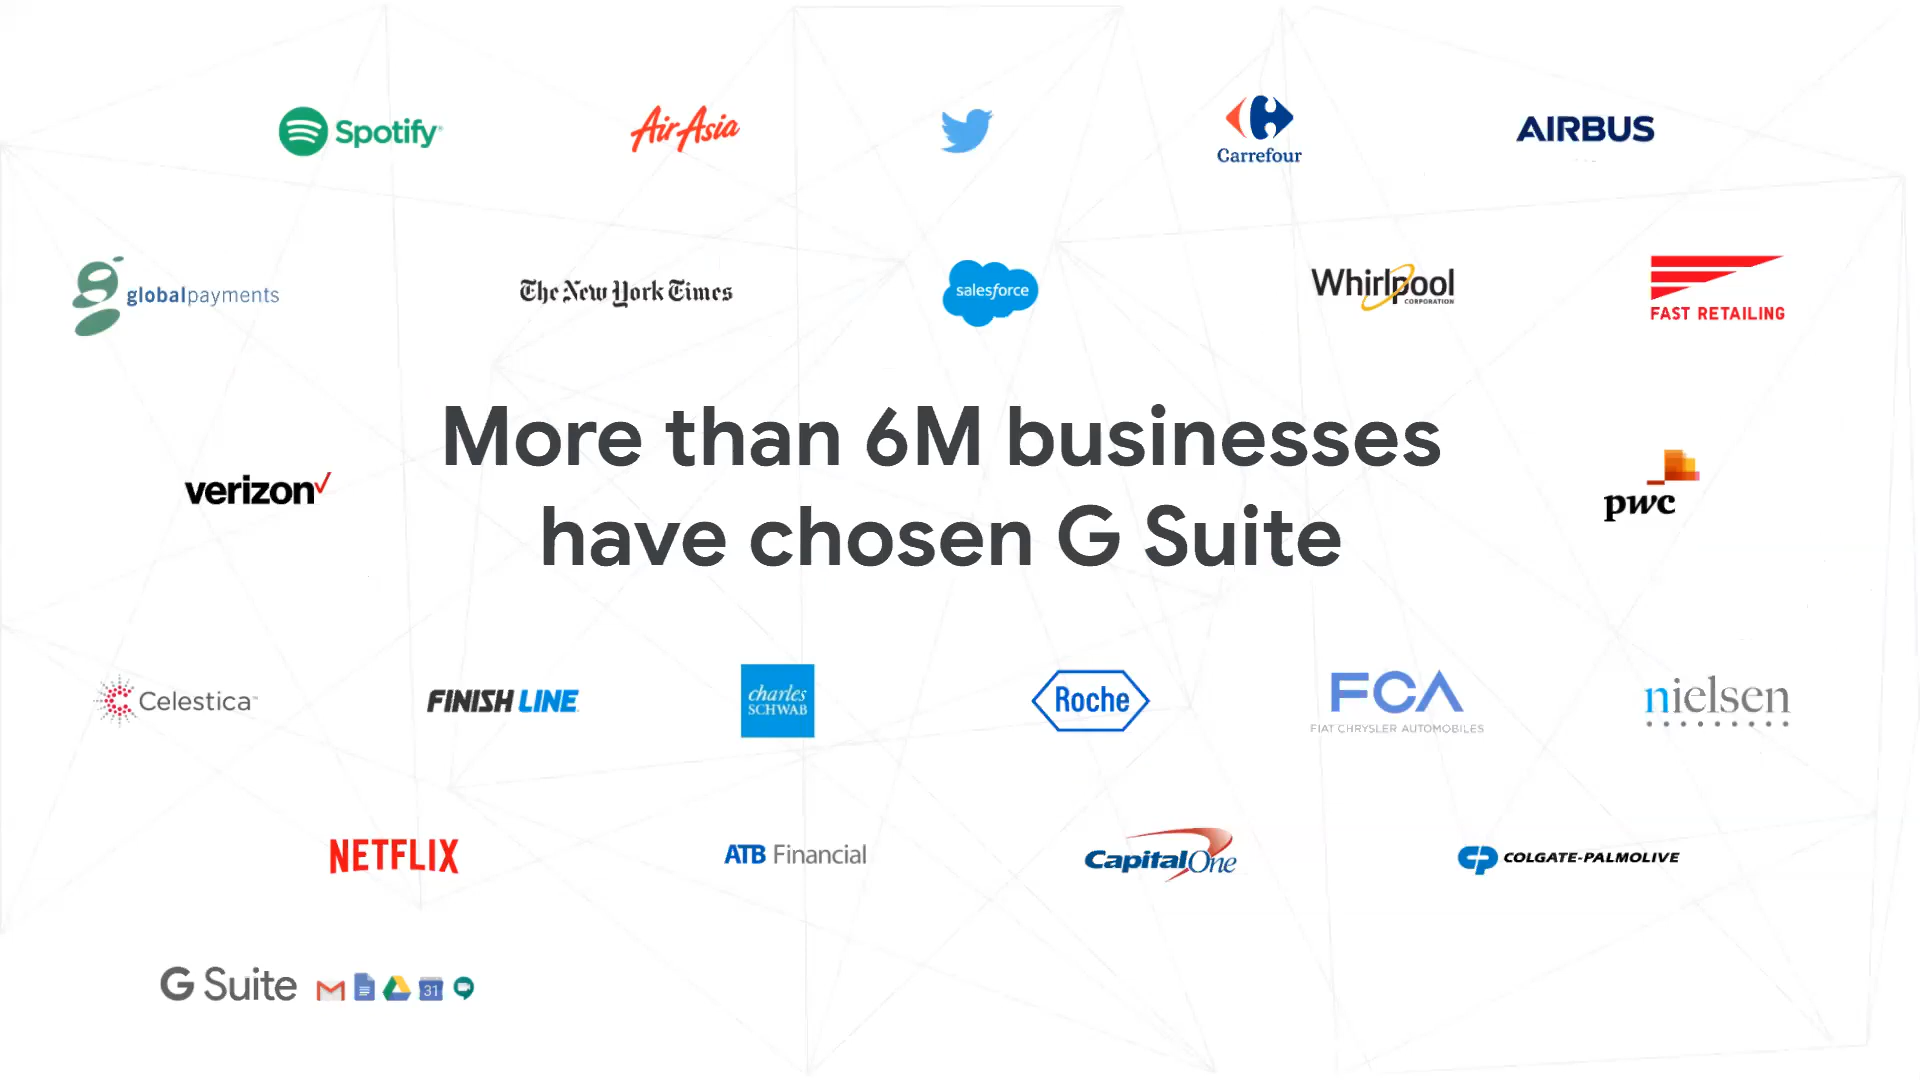 Spotify®
AirAsia
Carrefour
AIRBUS
globalpayments
The New York Times
salesforce
Whirlpool
CORPORATION
FAST RETAILING
More than 6M businesses
have chosen G Suite
verizon
pwc
Celestica™
FINISH LINE
charles
SCHWAB
Roche
FCA
FIAT CHRYSLER AUTOMOBILES
nielsen
NETFLIX
ATB Financial
CapitalOne
COLGATE-PALMOLIVE
G Suite
31